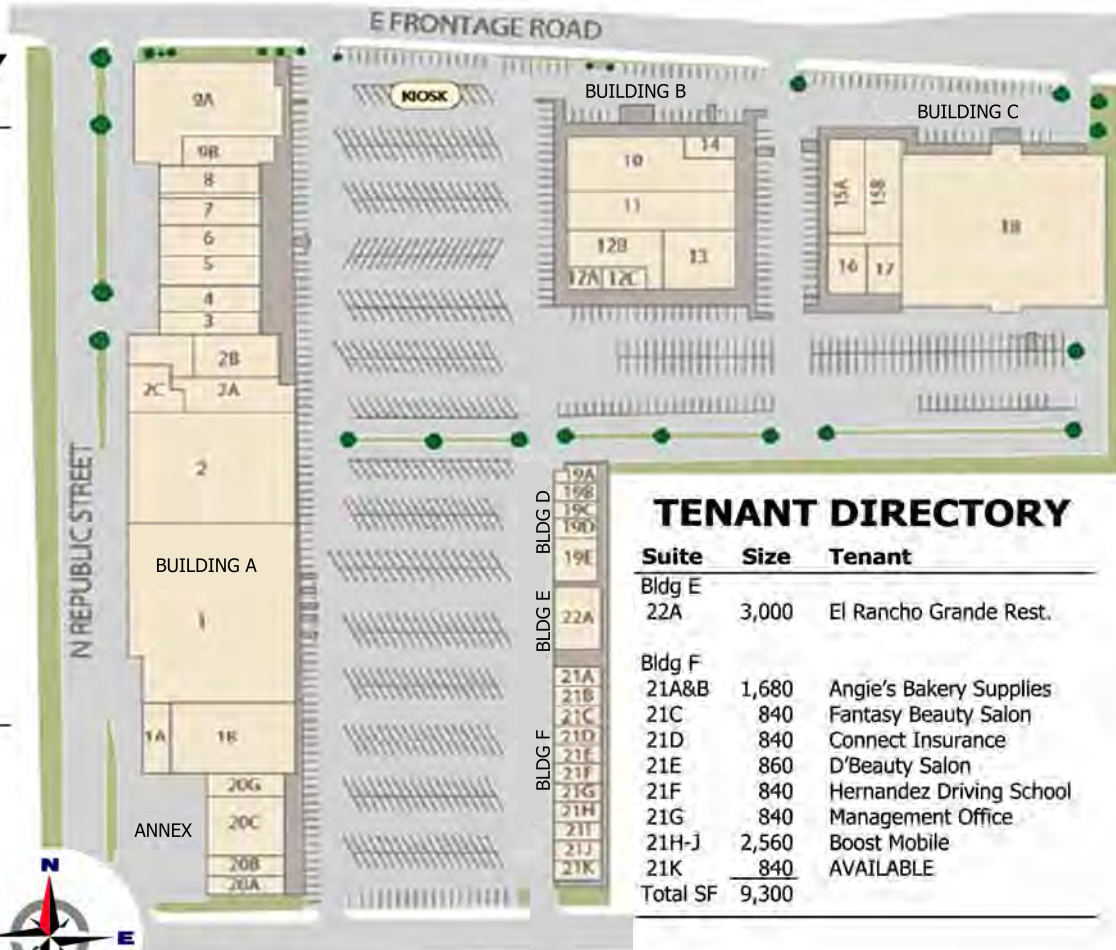 E FRONTAGE ROAD
KIOSK
BUILDING B
BUILDING C
9A
9B
8
7
6
5
4
3
2B
2C
2A
2
BUILDING A
1
1A
1B
20G
20C
20B
20A
ANNEX
N REPUBLIC STREET
N
E
14
10
11
12B
13
12A
12C
15A
15B
16
17
18
BLDG D
19A
19B
19C
19D
19E
BLDG E
22A
BLDG F
21A
21B
21C
21D
21E
21F
21G
21H
21I
21J
21K
TENANT DIRECTORY
Suite Size Tenant
Bldg E
22A 3,000 El Rancho Grande Rest.
Bldg F
21A&B 1,680 Angie's Bakery Supplies
21C 840 Fantasy Beauty Salon
21D 840 Connect Insurance
21E 860 D'Beauty Salon
21F 840 Hernandez Driving School
21G 840 Management Office
21H-J 2,560 Boost Mobile
21K 840 AVAILABLE
Total SF 9,300